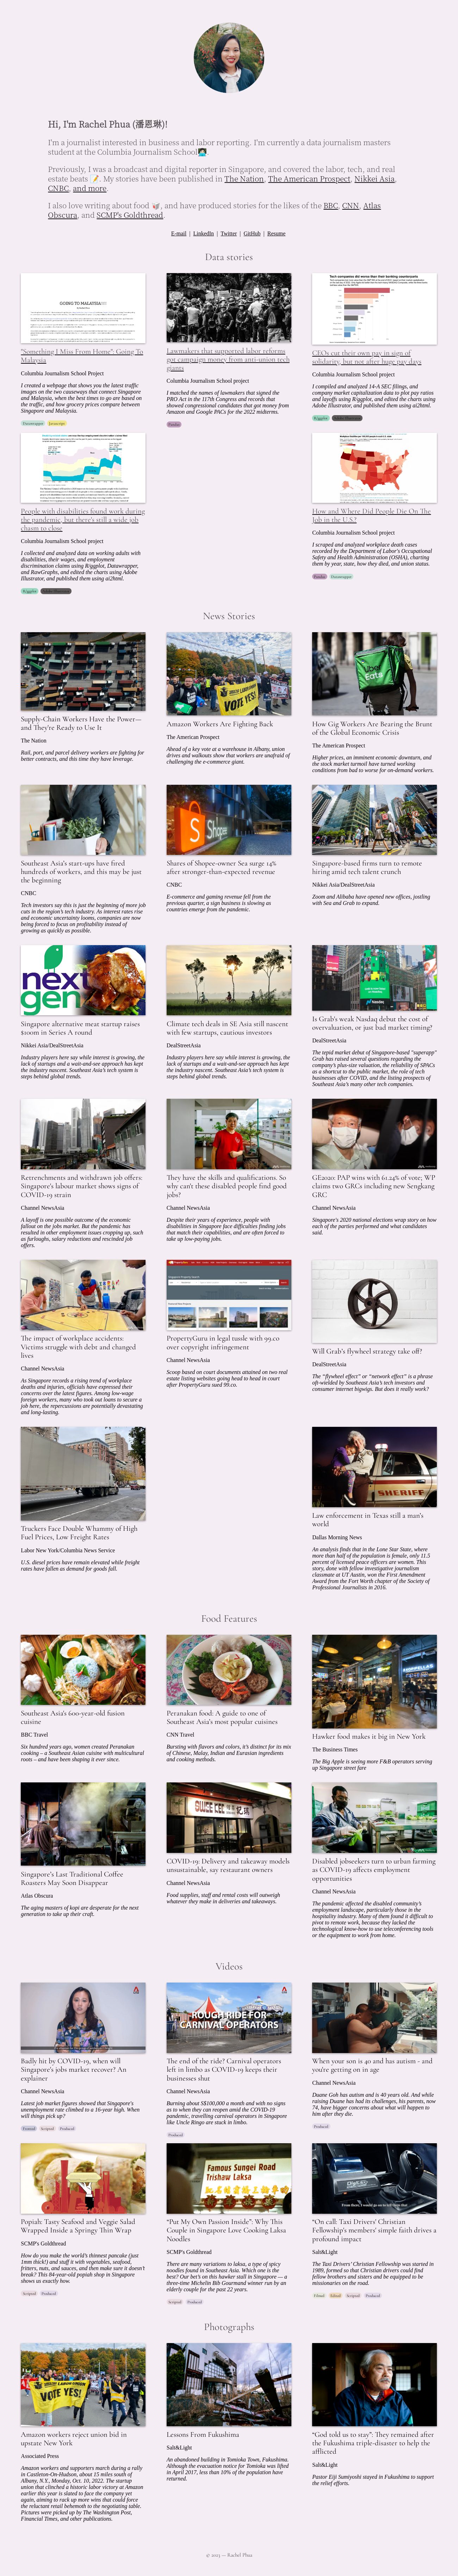 Hi, I'm Rachel Phua (潘恩琳)!
I'm a journalist interested in business and labor reporting. I'm currently a data journalism masters
student at the Columbia Journalism School
Previously, I was a broadcast and digital reporter in Singapore, and covered the labor, tech, and real
estate beats. My stories have been published in The Nation, The American Prospect, Nikkei Asia,
CNBC, and more.
I also love writing about food, and have produced stories for the likes of the BBC, CNN, Atlas
Obscura, and SCMP's Goldthread.
E-mail | LinkedIn | Twitter | GitHub | Resume
Data stories
GOING TO MALAYSIA
"Something I Miss From Home": Going To
Malaysia
Columbia Journalism School Project
I created a webpage that shows you the latest traffic
images on the two causeways that connect Singapore
and Malaysia, when the best times to go are based on
the traffic, and how grocery prices compare between
Singapore and Malaysia.
Datawrapper Javascript
Lawmakers that supported labor reforms
got campaign money from anti-union tech
giants
Columbia Journalism School project
I matched the names of lawmakers that signed the
PRO Act in the 117th Congress and records that
showed congressional candidates who got money from
Amazon and Google PACs for the 2022 midterms.
Pandas
Tech companies did worse than their banking counterparts
CEOs cut their own pay in sign of
solidarity, but not after huge pay days
Columbia Journalism School project
I compiled and analyzed 14-A SEC filings, and
company market capitalization data to plot pay ratios
and layoffs using R/ggplot, and edited the charts using
Adobe Illustrator, and published them using ai2html.
R/ggplot Adobe Illustrator
People with disabilities found work during
the pandemic, but there's still a wide job
chasm to close
Columbia Journalism School project
I collected and analyzed data on working adults with
disabilities, their wages, and employment
discrimination claims using R/ggplot, Datawrapper,
and RawGraphs, and edited the charts using Adobe
Illustrator, and published them using ai2html.
R/ggplot Adobe Illustrator
How and Where Did People Die On The
Job in the U.S.?
Columbia Journalism School project
I scraped and analyzed workplace death cases
recorded by the Department of Labor's Occupational
Safety and Health Administration (OSHA), charting
them by year, state, how they died, and union status.
Pandas Datawrapper
News Stories
Supply-Chain Workers Have the Power—
and They're Ready to Use It
The Nation
Rail, port, and parcel delivery workers are fighting for
better contracts, and this time they have leverage.
VOTE YES!
Amazon Workers Are Fighting Back
The American Prospect
Ahead of a key vote at a warehouse in Albany, union
drives and walkouts show that workers are unafraid of
challenging the e-commerce giant.
Uber
Eats
How Gig Workers Are Bearing the Brunt
of the Global Economic Crisis
The American Prospect
Higher prices, an imminent economic downturn, and
the stock market turmoil have turned working
conditions from bad to worse for on-demand workers.
Southeast Asia's start-ups have fired
hundreds of workers, and this may be just
the beginning
CNBC
Tech investors say this is just the beginning of more job
cuts in the region's tech industry. As interest rates rise
and economic uncertainty looms, companies are now
being forced to focus on profitability instead of
growing as quickly as possible.
Shopee
Shares of Shopee-owner Sea surge 14%
after stronger-than-expected revenue
CNBC
E-commerce and gaming revenue fell from the
previous quarter, a sign business is slowing as
countries emerge from the pandemic.
Singapore-based firms turn to remote
hiring amid tech talent crunch
Nikkei Asia/DealStreetAsia
Zoom and Alibaba have opened new offices, jostling
with Sea and Grab to expand.
next
gen
Singapore alternative meat startup raises
$100m in Series A round
Nikkei Asia/DealStreetAsia
Industry players here say while interest is growing, the
lack of startups and a wait-and-see approach has kept
the industry nascent. Southeast Asia's tech system is
steps behind global trends.
Climate tech deals in SE Asia still nascent
with few startups, cautious investors
DealStreetAsia
Industry players here say while interest is growing, the
lack of startups and a wait-and-see approach has kept
the industry nascent. Southeast Asia's tech system is
steps behind global trends.
Is Grab's weak Nasdaq debut the cost of
overvaluation, or just bad market timing?
DealStreetAsia
The tepid market debut of Singapore-based "superapp"
Grab has raised several questions regarding the
company's plus-size valuation, the reliability of SPACs
as a shortcut to the public market, the role of tech
businesses after COVID, and the listing prospects of
Southeast Asia's many other tech companies.
Retrenchments and withdrawn job offers:
Singapore's labour market shows signs of
COVID-19 strain
Channel NewsAsia
A layoff is one possible outcome of the economic
fallout on the job market. But the pandemic has
resulted in other employment issues cropping up, such
as furloughs, salary reductions and rescinded job
offers.
They have the skills and qualifications. So
why can't these disabled people find good
jobs?
Channel NewsAsia
Despite their years of experience, people with
disabilities in Singapore face difficulties finding jobs
that match their capabilities, and are often forced to
take up low-paying jobs.
GE2020: PAP wins with 61.24% of vote; WP
claims two GRCs including new Sengkang
GRC
Channel NewsAsia
Singapore's 2020 national elections wrap story on how
each of the parties performed and what candidates
said.
The impact of workplace accidents:
Victims struggle with debt and changed
lives
Channel NewsAsia
As Singapore records a rising trend of workplace
deaths and injuries, officials have expressed their
concerns over the latest figures. Among low-wage
foreign workers, many who took out loans to secure a
job here, the repercussions are potentially devastating
and long-lasting.
PropertyGuru in legal tussle with 99.co
over copyright infringement
Channel NewsAsia
Scoop based on court documents attained on two real
estate listing websites going head to head in court
after PropertyGuru sued 99.co.
Will Grab's flywheel strategy take off?
DealStreetAsia
The "flywheel effect" or "network effect" is a phrase
oft-wielded by Southeast Asia's tech investors and
consumer internet bigwigs. But does it really work?
Truckers Face Double Whammy of High
Fuel Prices, Low Freight Rates
Labor New York/Columbia News Service
U.S. diesel prices have remain elevated while freight
rates have fallen as demand for goods fall.
SHERIFF
Law enforcement in Texas still a man's
world
Dallas Morning News
An analysis finds that in the Lone Star State, where
more than half of the population is female, only 11.5
percent of licensed peace officers are women. This
story, done with fellow investigative journalism
classmate at UT Austin, won the First Amendment
Award from the Fort Worth chapter of the Society of
Professional Journalists in 2016.
Food Features
Southeast Asia's 600-year-old fusion
cuisine
BBC Travel
Six hundred years ago, women created Peranakan
cooking – a Southeast Asian cuisine with multicultural
roots – and have been shaping it ever since.
Peranakan food: A guide to one of
Southeast Asia's most popular cuisines
CNN Travel
Bursting with flavors and colors, it's distinct for its mix
of Chinese, Malay, Indian and Eurasian ingredients
and cooking methods.
Hawker food makes it big in New York
The Business Times
The Big Apple is seeing more F&B operators serving
up Singapore street fare
Singapore's Last Traditional Coffee
Roasters May Soon Disappear
Atlas Obscura
The aging masters of kopi are desperate for the next
generation to take up their craft.
COVID-19: Delivery and takeaway models
unsustainable, say restaurant owners
Channel NewsAsia
Food supplies, staff and rental costs will outweigh
whatever they make in deliveries and takeaways.
Disabled jobseekers turn to urban farming
as COVID-19 affects employment
opportunities
Channel NewsAsia
The pandemic affected the disabled community's
employment landscape, particularly those in the
hospitality industry. Many of them found it difficult to
pivot to remote work, because they lacked the
technological know-how to use teleconferencing tools
or the equipment to work from home.
Videos
Badly hit by COVID-19, when will
Singapore's jobs market recover? An
explainer
Channel NewsAsia
Latest job market figures showed that Singapore's
unemployment rate climbed to a 16-year high. When
will things pick up?
Scripted Produced
ROUGH RIDE FOR
CARNIVAL OPERATORS
The end of the ride? Carnival operators
left in limbo as COVID-19 keeps their
businesses shut
Channel NewsAsia
Burning about S$100,000 a month and with no signs
as to when they can reopen amid the COVID-19
pandemic, travelling carnival operators in Singapore
like Uncle Ringo are stuck in limbo.
Produced
When your son is 40 and has autism - and
you're getting on in age
Channel NewsAsia
Duane Goh has autism and is 40 years old. And while
raising Duane has had its challenges, his parents, now
74, have bigger concerns about what will happen to
him after they die.
Produced
Popiah: Tasty Seafood and Veggie Salad
Wrapped Inside a Springy Thin Wrap
SCMP's Goldthread
How do you make the world's thinnest pancake (just
1mm thick!) and stuff it with vegetables, seafood,
fritters, nuts, and sauces, and then make sure it doesn't
break? This 84-year-old popiah shop in Singapore
shows us exactly how.
Scripted Produced
Famous Sungei Road
Trishaw Laksa
"Put My Own Passion Inside": Why This
Couple in Singapore Love Cooking Laksa
Noodles
SCMP's Goldthread
There are many variations to laksa, a type of spicy
noodles found in Southeast Asia. Which one is the
best? Our bet's on this hawker stall in Singapore — a
three-time Michelin Bib Gourmand winner run by an
elderly couple for the past 22 years.
Scripted Produced
"On call: Taxi Drivers' Christian
Fellowship's members' simple faith drives a
profound impact
Salt&Light
The Taxi Drivers' Christian Fellowship was started in
1989, formed so that Christian drivers could find
fellow brothers and sisters and be equipped to be
missionaries on the road.
Filmed Edited Scripted Produced
Photographs
VOTE YES!
Amazon workers reject union bid in
upstate New York
Associated Press
Amazon workers and supporters march during a rally
in Castleton-On-Hudson, about 15 miles south of
Albany, N.Y., Monday, Oct. 10, 2022. The startup
union that clinched a historic labor victory at Amazon
earlier this year is slated to face the company yet
again, aiming to rack up more wins that could force
the reluctant retail behemoth to the negotiating table.
Pictures were picked up by The Washington Post,
Financial Times, and other publications.
Lessons From Fukushima
Salt&Light
An abandoned building in Tomioka Town, Fukushima.
Although the evacuation notice for Tomioka was lifted
in April 2017, less than 10% of the population have
returned.
"God told us to stay": They remained after
the Fukushima triple-disaster to help the
afflicted
Salt&Light
Pastor Eiji Sumiyoshi stayed in Fukushima to support
the relief efforts.
© 2023 — Rachel Phua